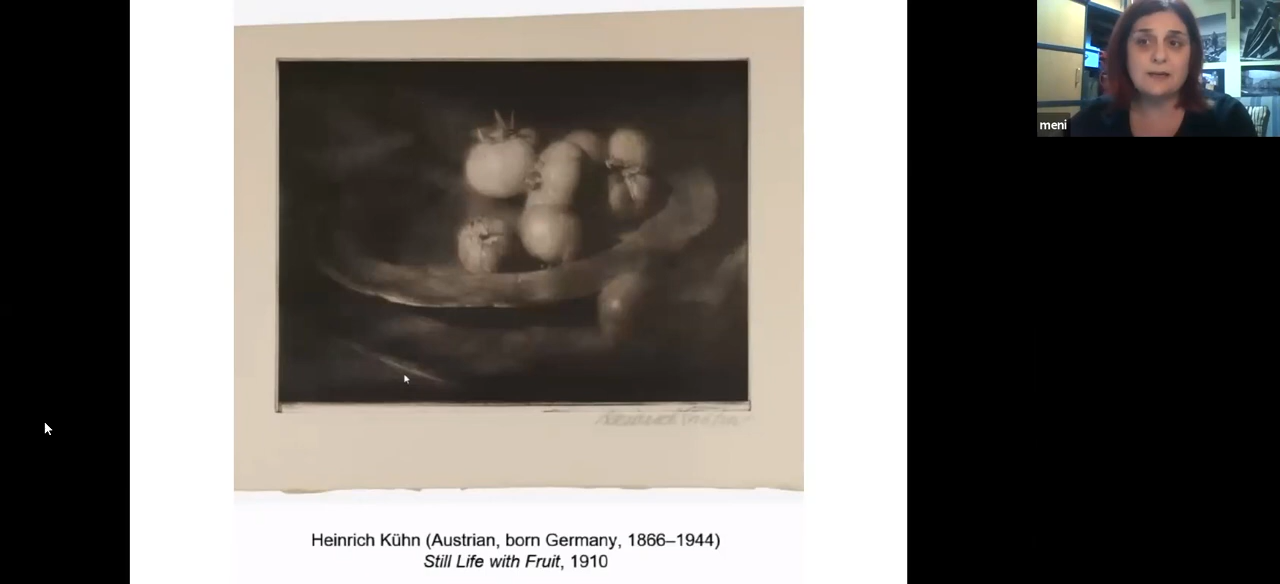 meni
Heinrich Kühn (Austrian, born Germany, 1866–1944)
Still Life with Fruit, 1910